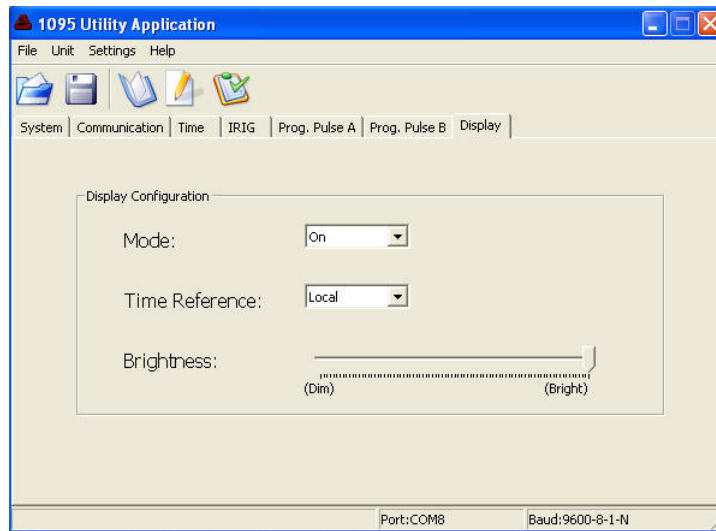 1095 Utility Application
File Unit Settings Help
System Communication Time IRIG Prog. Pulse A Prog. Pulse B Display
Display Configuration
Mode: On
Time Reference: Local
Brightness:
(Dim) (Bright)
Port:COM8 Baud:9600-8-1-N